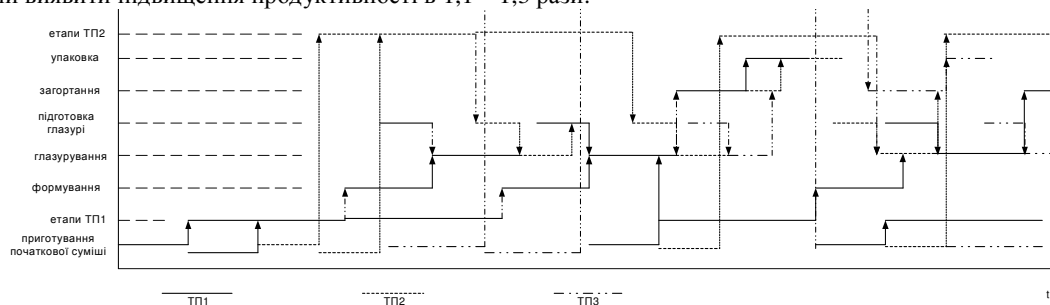 виявити підвищення продуктивності в 1,1 – 1,5 рази.
етапи ТП2
упаковка
загортання
підготовка
глазурі
глазурування
формування
етапи ТП1
приготування
початкової суміші
ТП1 ТП2 ТП3 t